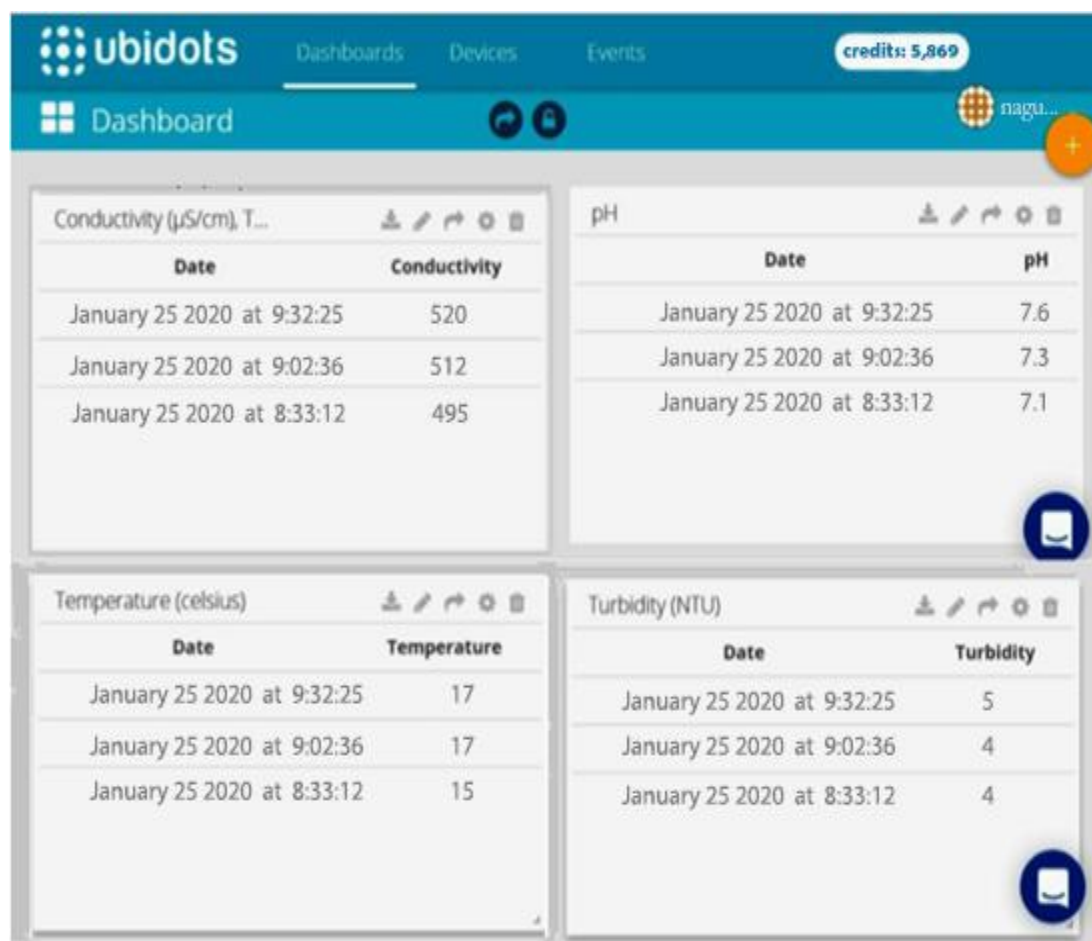 ubidots Dashboards Devices Events credits: 5,869
Dashboard nagu...
+
Conductivity (µS/cm), T...
Date Conductivity
January 25 2020 at 9:32:25 520
January 25 2020 at 9:02:36 512
January 25 2020 at 8:33:12 495
pH
Date pH
January 25 2020 at 9:32:25 7.6
January 25 2020 at 9:02:36 7.3
January 25 2020 at 8:33:12 7.1
Temperature (celsius)
Date Temperature
January 25 2020 at 9:32:25 17
January 25 2020 at 9:02:36 17
January 25 2020 at 8:33:12 15
Turbidity (NTU)
Date Turbidity
January 25 2020 at 9:32:25 5
January 25 2020 at 9:02:36 4
January 25 2020 at 8:33:12 4